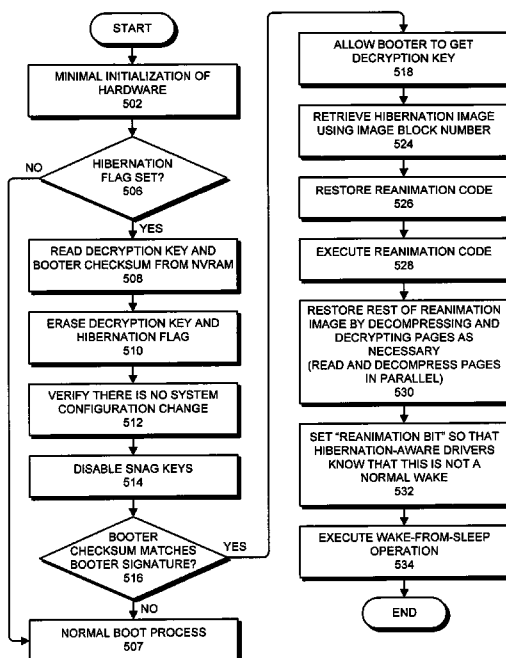 START
MINIMAL INITIALIZATION OF
HARDWARE
502
HIBERNATION
FLAG SET?
506
NO
YES
READ DECRYPTION KEY AND
BOOTER CHECKSUM FROM NVRAM
508
ERASE DECRYPTION KEY AND
HIBERNATION FLAG
510
VERIFY THERE IS NO SYSTEM
CONFIGURATION CHANGE
512
DISABLE SNAG KEYS
514
BOOTER
CHECKSUM MATCHES
BOOTER SIGNATURE?
516
YES
NO
NORMAL BOOT PROCESS
507
ALLOW BOOTER TO GET
DECRYPTION KEY
518
RETRIEVE HIBERNATION IMAGE
USING IMAGE BLOCK NUMBER
524
RESTORE REANIMATION CODE
526
EXECUTE REANIMATION CODE
528
RESTORE REST OF REANIMATION
IMAGE BY DECOMPRESSING AND
DECRYPTING PAGES AS
NECESSARY
(READ AND DECOMPRESS PAGES
IN PARALLEL)
530
SET “REANIMATION BIT” SO THAT
HIBERNATION-AWARE DRIVERS
KNOW THAT THIS IS NOT A
NORMAL WAKE
532
EXECUTE WAKE-FROM-SLEEP
OPERATION
534
END